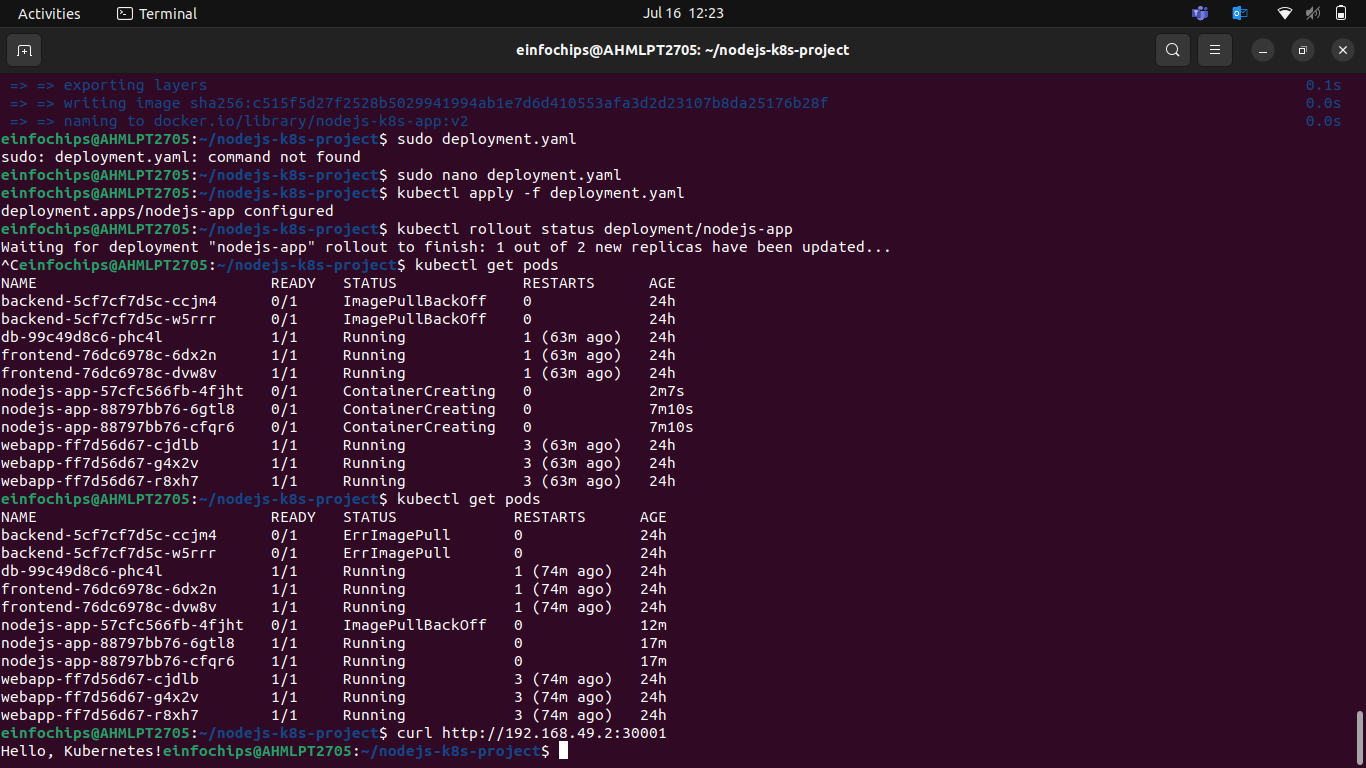 Activities Terminal Jul 16 12:23
einfochips@AHMLPT2705: ~/nodejs-k8s-project
=> => exporting layers 0.1s
=> => writing image sha256:c515f5d27f2528b5029941994ab1e7d6d410553afa3d2d23107b8da25176b28f 0.0s
=> => naming to docker.io/library/nodejs-k8s-app:v2 0.0s
einfochips@AHMLPT2705:~/nodejs-k8s-project$ sudo deployment.yaml
sudo: deployment.yaml: command not found
einfochips@AHMLPT2705:~/nodejs-k8s-project$ sudo nano deployment.yaml
einfochips@AHMLPT2705:~/nodejs-k8s-project$ kubectl apply -f deployment.yaml
deployment.apps/nodejs-app configured
einfochips@AHMLPT2705:~/nodejs-k8s-project$ kubectl rollout status deployment/nodejs-app
Waiting for deployment "nodejs-app" rollout to finish: 1 out of 2 new replicas have been updated...
^Ceinfochips@AHMLPT2705:~/nodejs-k8s-project$ kubectl get pods
NAME READY STATUS RESTARTS AGE
backend-5cf7cf7d5c-ccjm4 0/1 ImagePullBackOff 0 24h
backend-5cf7cf7d5c-w5rrr 0/1 ImagePullBackOff 0 24h
db-99c49d8c6-phc4l 1/1 Running 1 (63m ago) 24h
frontend-76dc6978c-6dx2n 1/1 Running 1 (63m ago) 24h
frontend-76dc6978c-dvw8v 1/1 Running 1 (63m ago) 24h
nodejs-app-57cfc566fb-4fjht 0/1 ContainerCreating 0 2m7s
nodejs-app-88797bb76-6gtl8 0/1 ContainerCreating 0 7m10s
nodejs-app-88797bb76-cfqr6 0/1 ContainerCreating 0 7m10s
webapp-ff7d56d67-cjdlb 1/1 Running 3 (63m ago) 24h
webapp-ff7d56d67-g4x2v 1/1 Running 3 (63m ago) 24h
webapp-ff7d56d67-r8xh7 1/1 Running 3 (63m ago) 24h
einfochips@AHMLPT2705:~/nodejs-k8s-project$ kubectl get pods
NAME READY STATUS RESTARTS AGE
backend-5cf7cf7d5c-ccjm4 0/1 ErrImagePull 0 24h
backend-5cf7cf7d5c-w5rrr 0/1 ErrImagePull 0 24h
db-99c49d8c6-phc4l 1/1 Running 1 (74m ago) 24h
frontend-76dc6978c-6dx2n 1/1 Running 1 (74m ago) 24h
frontend-76dc6978c-dvw8v 1/1 Running 1 (74m ago) 24h
nodejs-app-57cfc566fb-4fjht 0/1 ImagePullBackOff 0 12m
nodejs-app-88797bb76-6gtl8 1/1 Running 0 17m
nodejs-app-88797bb76-cfqr6 1/1 Running 0 17m
webapp-ff7d56d67-cjdlb 1/1 Running 3 (74m ago) 24h
webapp-ff7d56d67-g4x2v 1/1 Running 3 (74m ago) 24h
webapp-ff7d56d67-r8xh7 1/1 Running 3 (74m ago) 24h
einfochips@AHMLPT2705:~/nodejs-k8s-project$ curl http://192.168.49.2:30001
Hello, Kubernetes!einfochips@AHMLPT2705:~/nodejs-k8s-project$